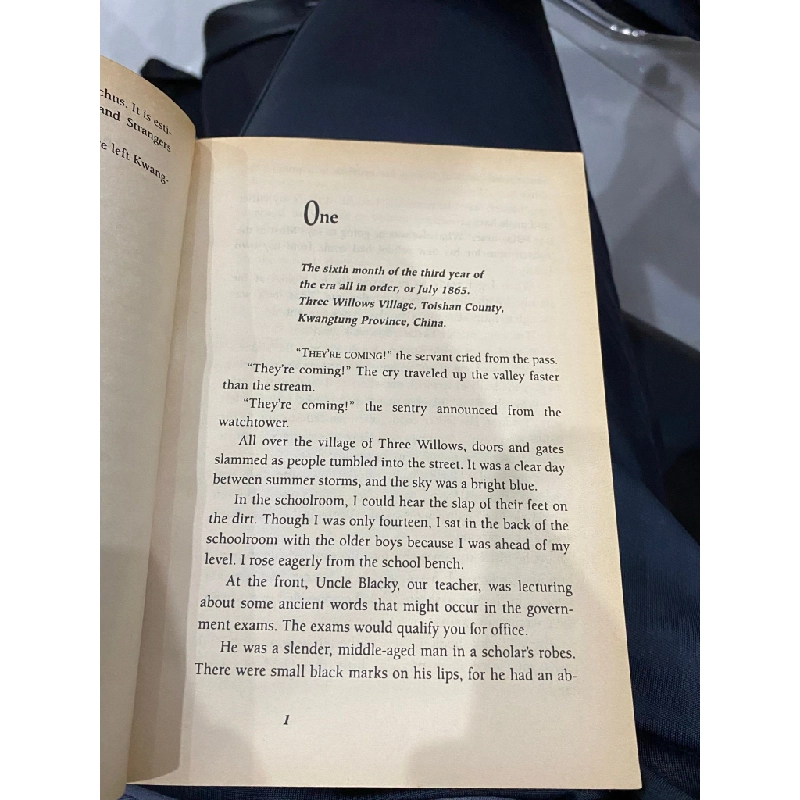 chus. It is esti-
and Strangers
e left Kwang-
One
The sixth month of the third year of
the era all in order, or July 1865.
Three Willows Village, Toishan County,
Kwangtung Province, China.
"THEY'RE COMING!" the servant cried from the pass.
"They're coming!" The cry traveled up the valley faster
than the stream.
"They're coming!" the sentry announced from the
watchtower.
All over the village of Three Willows, doors and gates
slammed as people tumbled into the street. It was a clear day
between summer storms, and the sky was a bright blue.
In the schoolroom, I could hear the slap of their feet on
the dirt. Though I was only fourteen, I sat in the back of the
schoolroom with the older boys because I was ahead of my
level. I rose eagerly from the school bench.
At the front, Uncle Blacky, our teacher, was lecturing
about some ancient words that might occur in the govern-
ment exams. The exams would qualify you for office.
He was a slender, middle-aged man in a scholar's robes.
There were small black marks on his lips, for he had an ab-
1